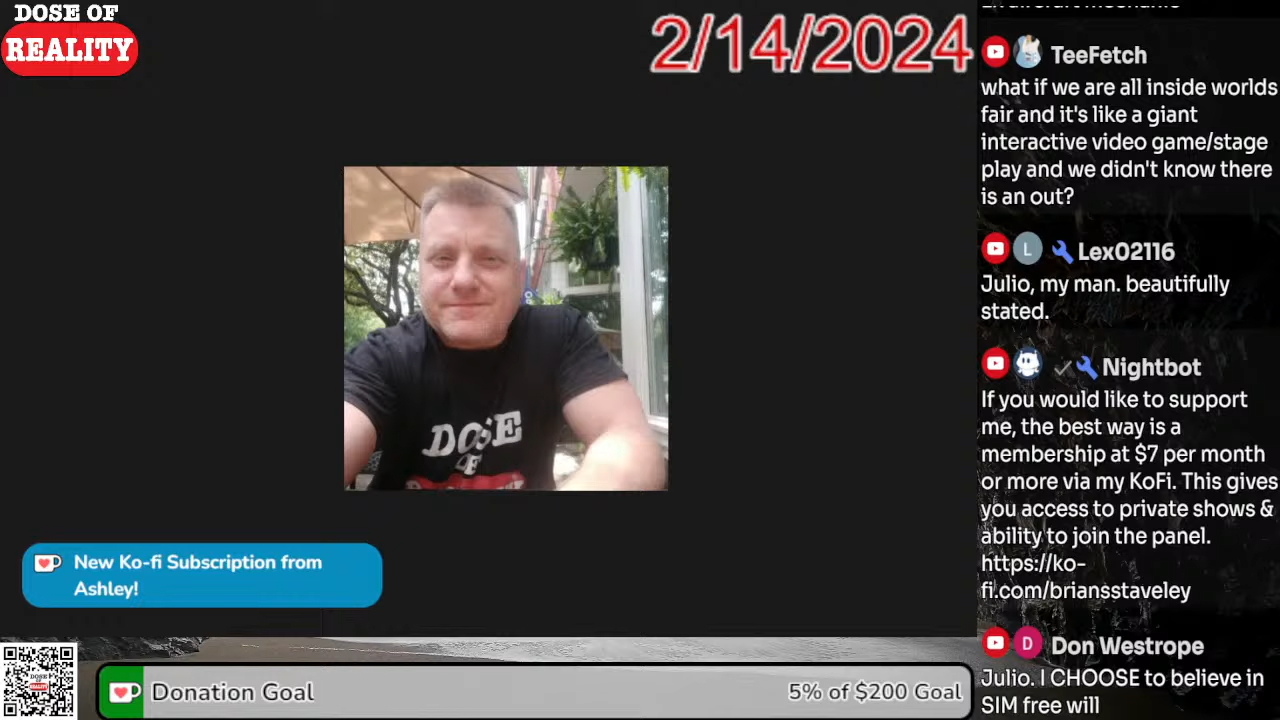 DOSE OF
REALITY
2/14/2024
TeeFetch
what if we are all inside worlds
fair and it's like a giant
interactive video game/stage
play and we didn't know there
is an out?
Lex02116
Julio, my man. beautifully
stated.
Nightbot
If you would like to support
me, the best way is a
membership at $7 per month
or more via my KoFi. This gives
you access to private shows &
ability to join the panel.
https://ko-
fi.com/briansstaveley
Don Westrope
Julio. I CHOOSE to believe in
SIM free will
DOSE
OF
New Ko-fi Subscription from
Ashley!
Donation Goal
5% of $200 Goal